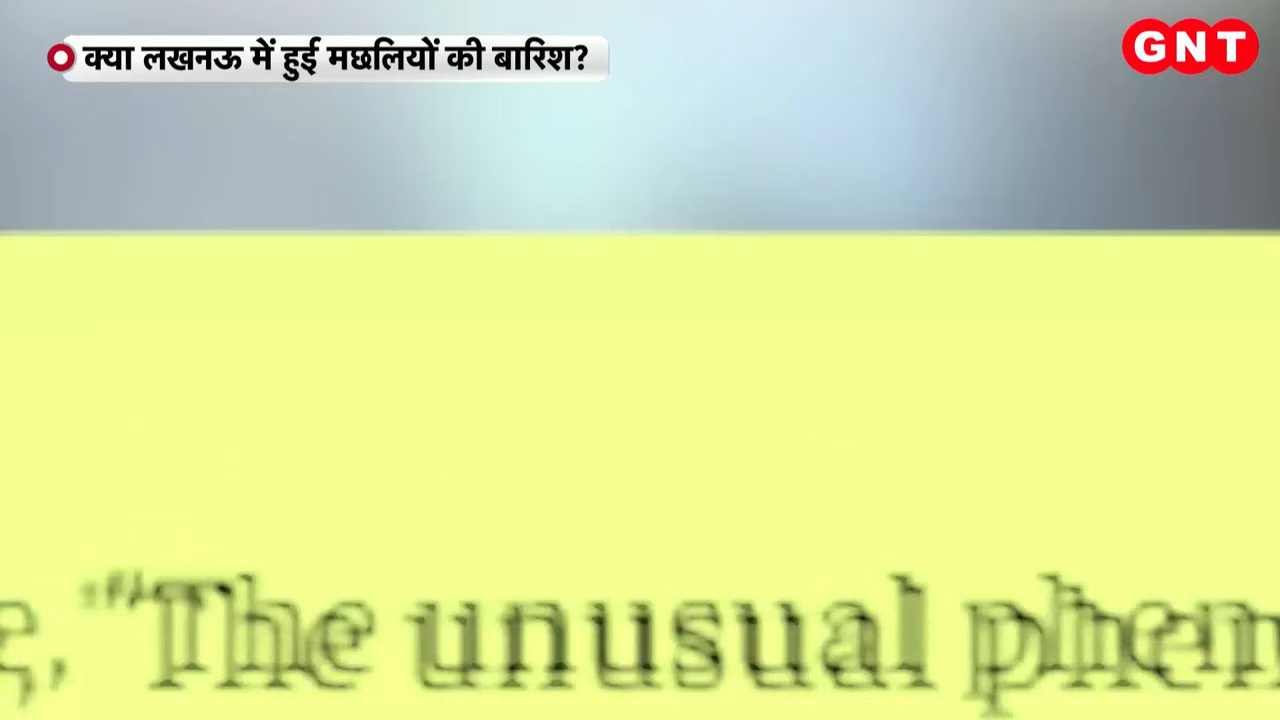 क्या लखनऊ में हुई मछलियों की बारिश?
GNT
"The unusual